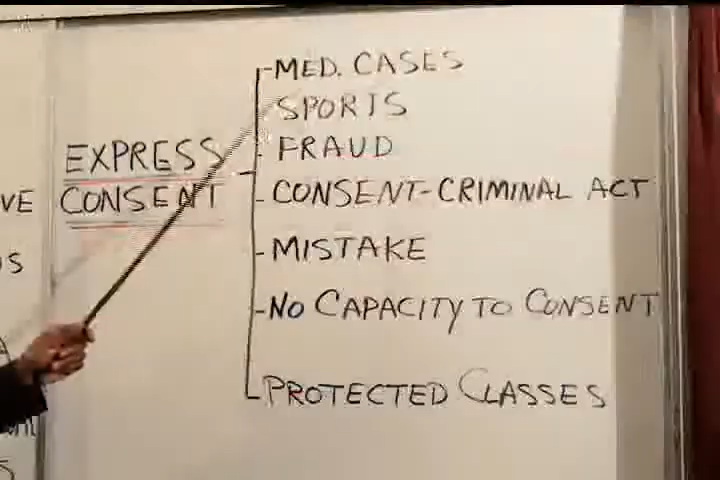 -MED. CASES
SPORTS
- FRAUD
EXPRESS
CONSENT
- CONSENT-CRIMINAL ACT
VE
-MISTAKE
-NO CAPACITY TO CONSENT
PROTECTED CLASSES